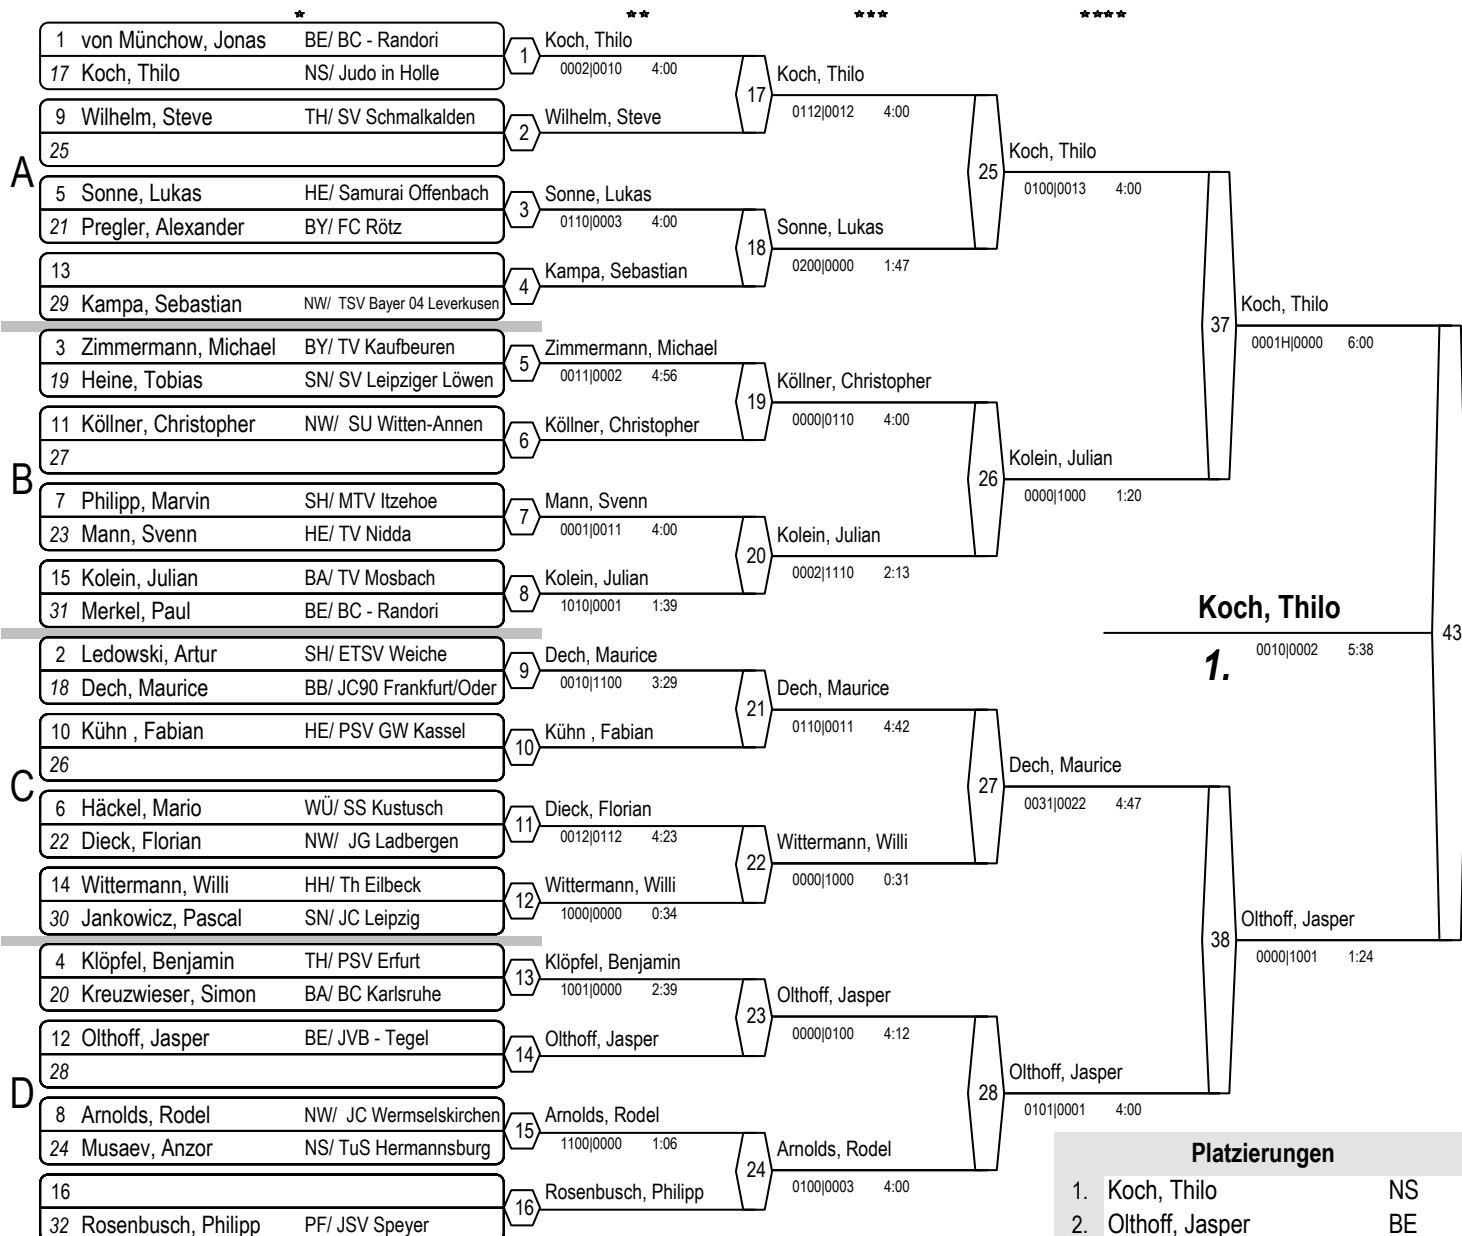 * ** *** ****
A
1 von Münchow, Jonas BE/ BC - Randori
17 Koch, Thilo NS/ Judo in Holle
9 Wilhelm, Steve TH/ SV Schmalkalden
25
5 Sonne, Lukas HE/ Samurai Offenbach
21 Pregler, Alexander BY/ FC Rötz
13
29 Kampa, Sebastian NW/ TSV Bayer 04 Leverkusen
B
3 Zimmermann, Michael BY/ TV Kaufbeuren
19 Heine, Tobias SN/ SV Leipziger Löwen
11 Köllner, Christopher NW/ SU Witten-Annen
27
7 Philipp, Marvin SH/ MTV Itzehoe
23 Mann, Svenn HE/ TV Nidda
15 Kolein, Julian BA/ TV Mosbach
31 Merkel, Paul BE/ BC - Randori
C
2 Ledowski, Artur SH/ ETSV Weiche
18 Dech, Maurice BB/ JC90 Frankfurt/Oder
10 Kühn , Fabian HE/ PSV GW Kassel
26
6 Häckel, Mario WÜ/ SS Kustusch
22 Dieck, Florian NW/ JG Ladbergen
14 Wittermann, Willi HH/ Th Eilbeck
30 Jankowicz, Pascal SN/ JC Leipzig
D
4 Klöpfel, Benjamin TH/ PSV Erfurt
20 Kreuzwieser, Simon BA/ BC Karlsruhe
12 Olthoff, Jasper BE/ JVB - Tegel
28
8 Arnolds, Rodel NW/ JC Wermselskirchen
24 Musaev, Anzor NS/ TuS Hermannsburg
16
32 Rosenbusch, Philipp PF/ JSV Speyer
1 Koch, Thilo
0002|0010 4:00
2 Wilhelm, Steve
3 Sonne, Lukas
0110|0003 4:00
4 Kampa, Sebastian
5 Zimmermann, Michael
0011|0002 4:56
6 Köllner, Christopher
7 Mann, Svenn
0001|0011 4:00
8 Kolein, Julian
1010|0001 1:39
9 Dech, Maurice
0010|1100 3:29
10 Kühn , Fabian
11 Dieck, Florian
0012|0112 4:23
12 Wittermann, Willi
1000|0000 0:34
13 Klöpfel, Benjamin
1001|0000 2:39
14 Olthoff, Jasper
15 Arnolds, Rodel
1100|0000 1:06
16 Rosenbusch, Philipp
17 Koch, Thilo
0112|0012 4:00
18 Sonne, Lukas
0200|0000 1:47
19 Köllner, Christopher
0000|0110 4:00
20 Kolein, Julian
0002|1110 2:13
21 Dech, Maurice
0110|0011 4:42
22 Wittermann, Willi
0000|1000 0:31
23 Olthoff, Jasper
0000|0100 4:12
24 Arnolds, Rodel
0100|0003 4:00
25 Koch, Thilo
0100|0013 4:00
26 Kolein, Julian
0000|1000 1:20
27 Dech, Maurice
0031|0022 4:47
28 Olthoff, Jasper
0101|0001 4:00
37 Koch, Thilo
0001H|0000 6:00
38 Olthoff, Jasper
0000|1001 1:24
43 Koch, Thilo
1. 0010|0002 5:38
Platzierungen
1. Koch, Thilo NS
2. Olthoff, Jasper BE